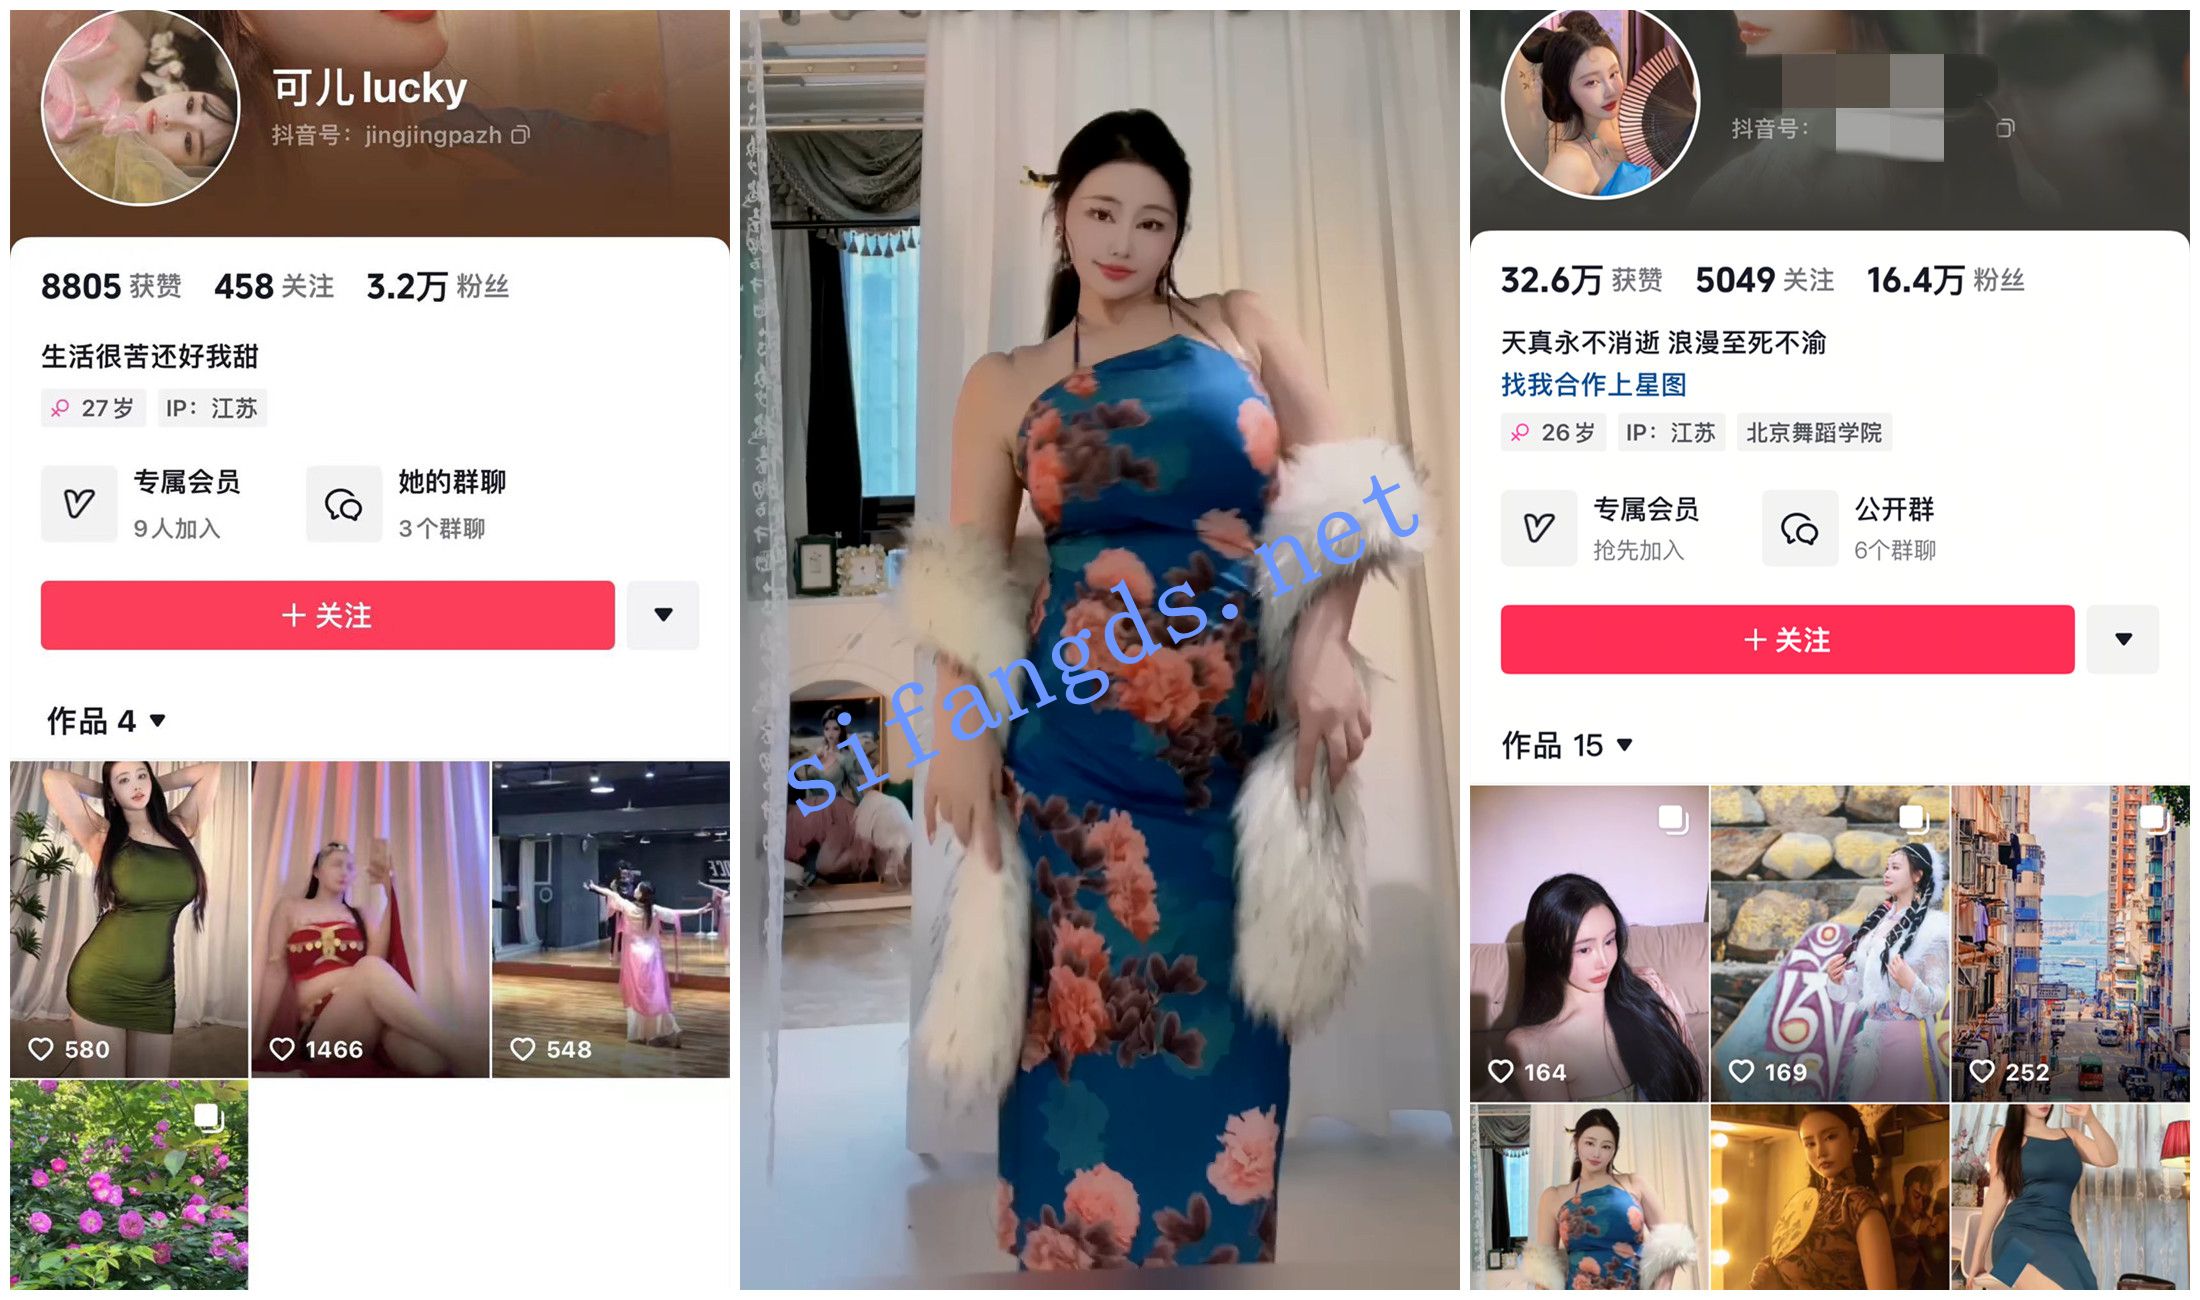 可儿lucky
抖音号：jingjingpazh
8805 获赞 458 关注 3.2万 粉丝
生活很苦还好我甜
27岁 IP：江苏
专属会员
9人加入
她的群聊
3个群聊
＋ 关注
作品 4
580
1466
548
sifangds.net
抖音号：
32.6万 获赞 5049 关注 16.4万 粉丝
天真永不消逝 浪漫至死不渝
找我合作上星图
26岁 IP：江苏 北京舞蹈学院
专属会员
抢先加入
公开群
6个群聊
＋ 关注
作品 15
164
169
252